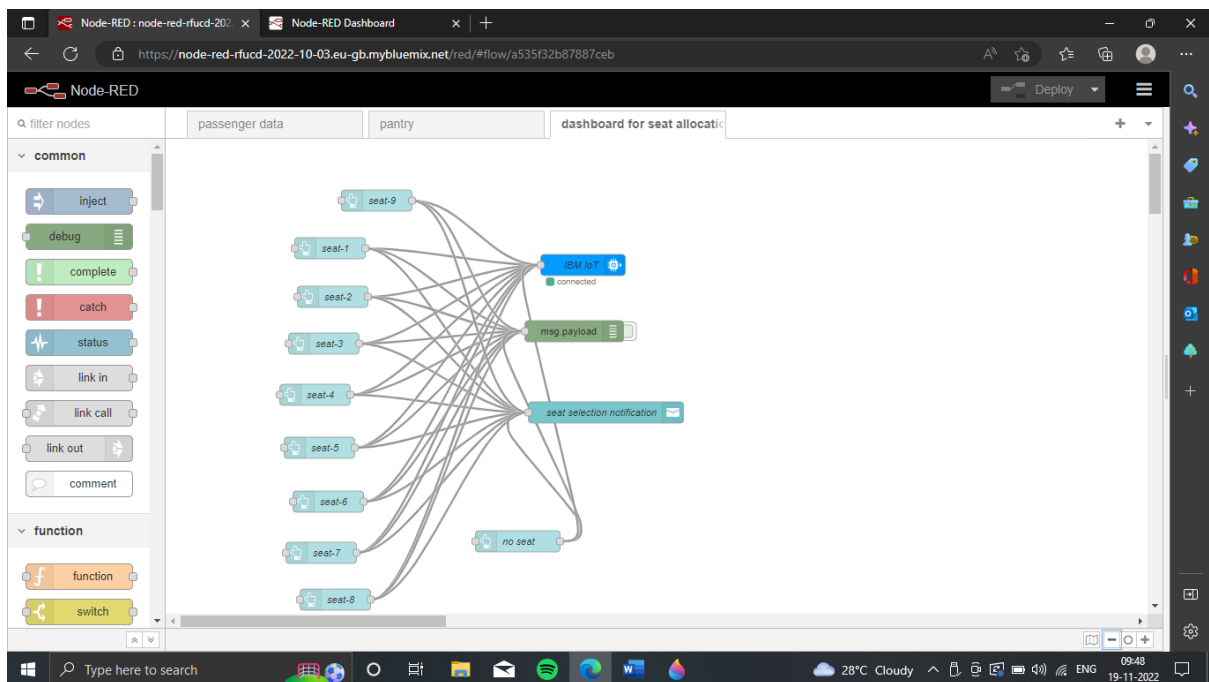 Node-RED : node-red-rfucd-202
Node-RED Dashboard
https://node-red-rfucd-2022-10-03.eu-gb.mybluemix.net/red/#flow/a535f32b87887ceb
Node-RED
Deploy
filter nodes
passenger data
pantry
dashboard for seat allocatic
common
inject
debug
complete
catch
status
link in
link call
link out
comment
function
function
switch
seat-9
seat-1
seat-2
seat-3
seat-4
seat-5
seat-6
seat-7
seat-8
IBM IoT
connected
msg.payload
seat selection notification
no seat
Type here to search
28°C Cloudy
ENG
09:48
19-11-2022